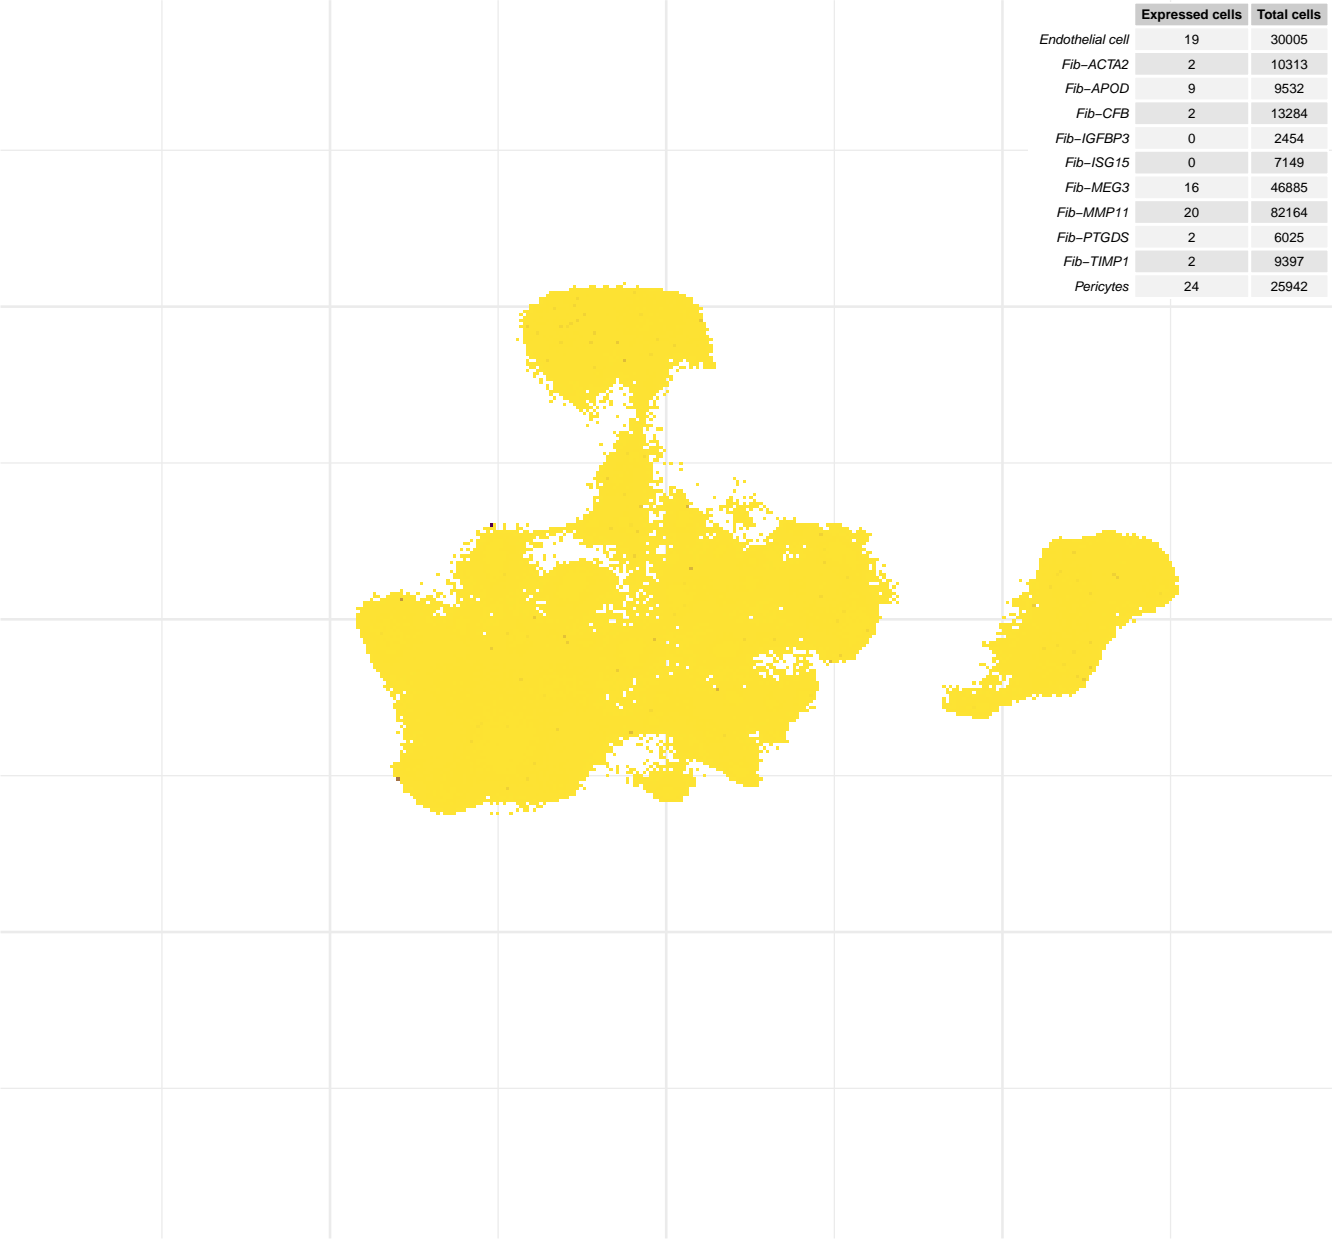 Expressed cells Total cells
Endothelial cell 19 30005
Fib−ACTA2 2 10313
Fib−APOD 9 9532
Fib−CFB 2 13284
Fib−IGFBP3 0 2454
Fib−ISG15 0 7149
Fib−MEG3 16 46885
Fib−MMP11 20 82164
Fib−PTGDS 2 6025
Fib−TIMP1 2 9397
Pericytes 24 25942